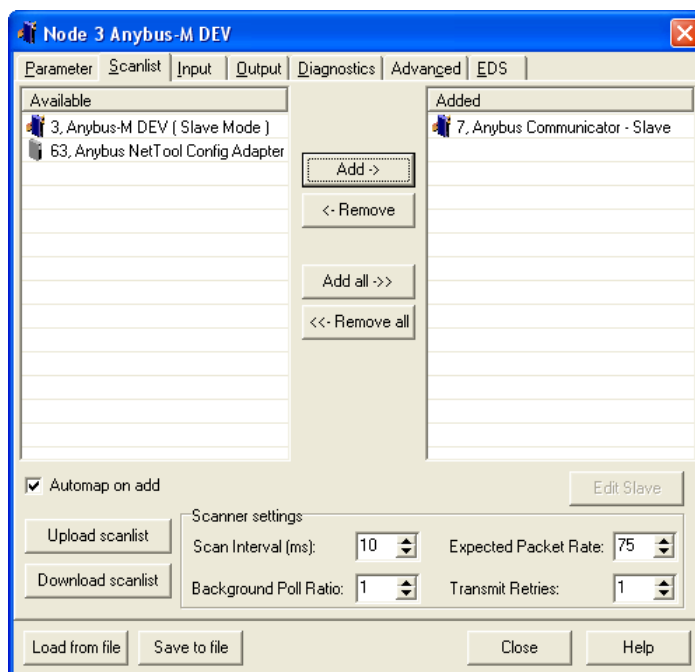 Node 3 Anybus-M DEV
Parameter Scanlist Input Output Diagnostics Advanced EDS
Available
Added
3, Anybus-M DEV ( Slave Mode )
7, Anybus Communicator - Slave
63, Anybus NetTool Config Adapter
Add ->
<- Remove
Add all ->>
<<- Remove all
Automap on add
Edit Slave
Upload scanlist
Download scanlist
Scanner settings
Scan Interval (ms): 10 Expected Packet Rate: 75
Background Poll Ratio: 1 Transmit Retries: 1
Load from file Save to file Close Help